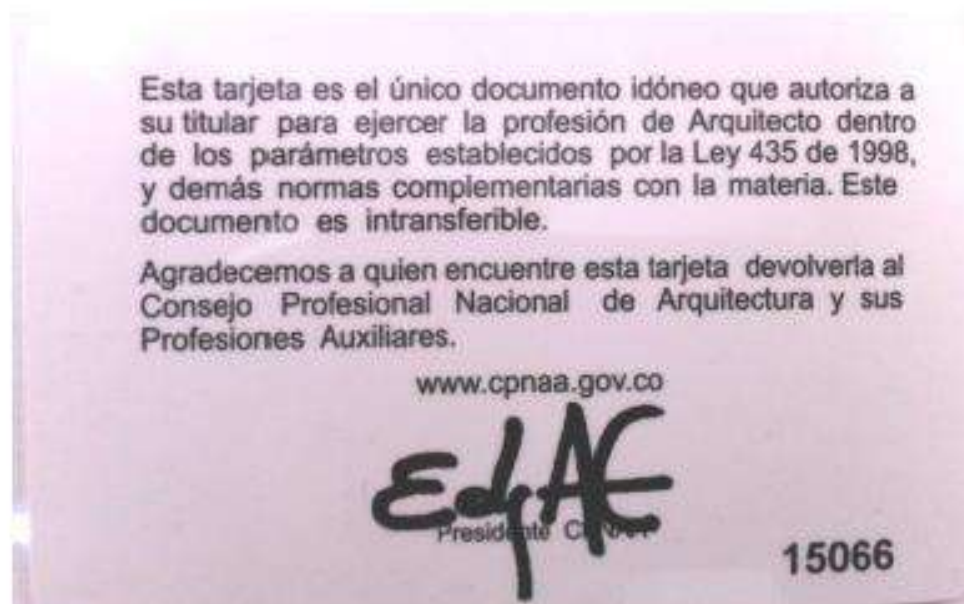 Esta tarjeta es el único documento idóneo que autoriza a
su titular para ejercer la profesión de Arquitecto dentro
de los parámetros establecidos por la Ley 435 de 1998,
y demás normas complementarias con la materia. Este
documento es intransferible.
Agradecemos a quien encuentre esta tarjeta devolverla al
Consejo Profesional Nacional de Arquitectura y sus
Profesiones Auxiliares.
www.cpnaa.gov.co
Presidente
15066